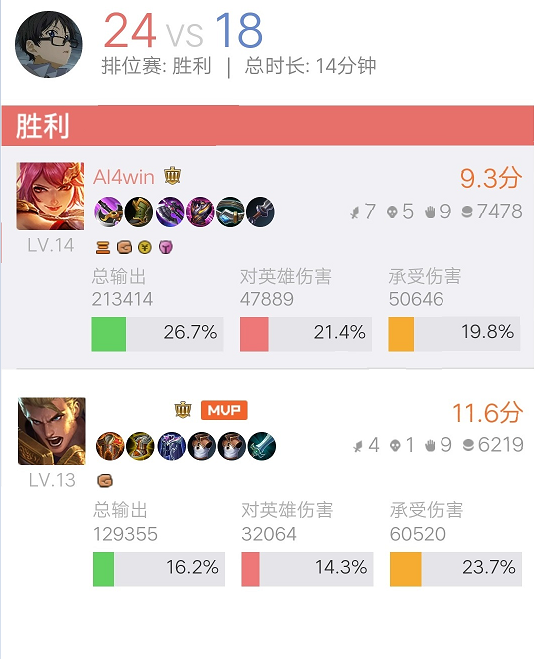 24 VS 18
排位赛: 胜利 | 总时长: 14分钟
胜利
AI4win 9.3分
7 5 9 7478
LV.14
总输出 对英雄伤害 承受伤害
213414 47889 50646
26.7% 21.4% 19.8%
MVP 11.6分
4 1 9 6219
LV.13
总输出 对英雄伤害 承受伤害
129355 32064 60520
16.2% 14.3% 23.7%